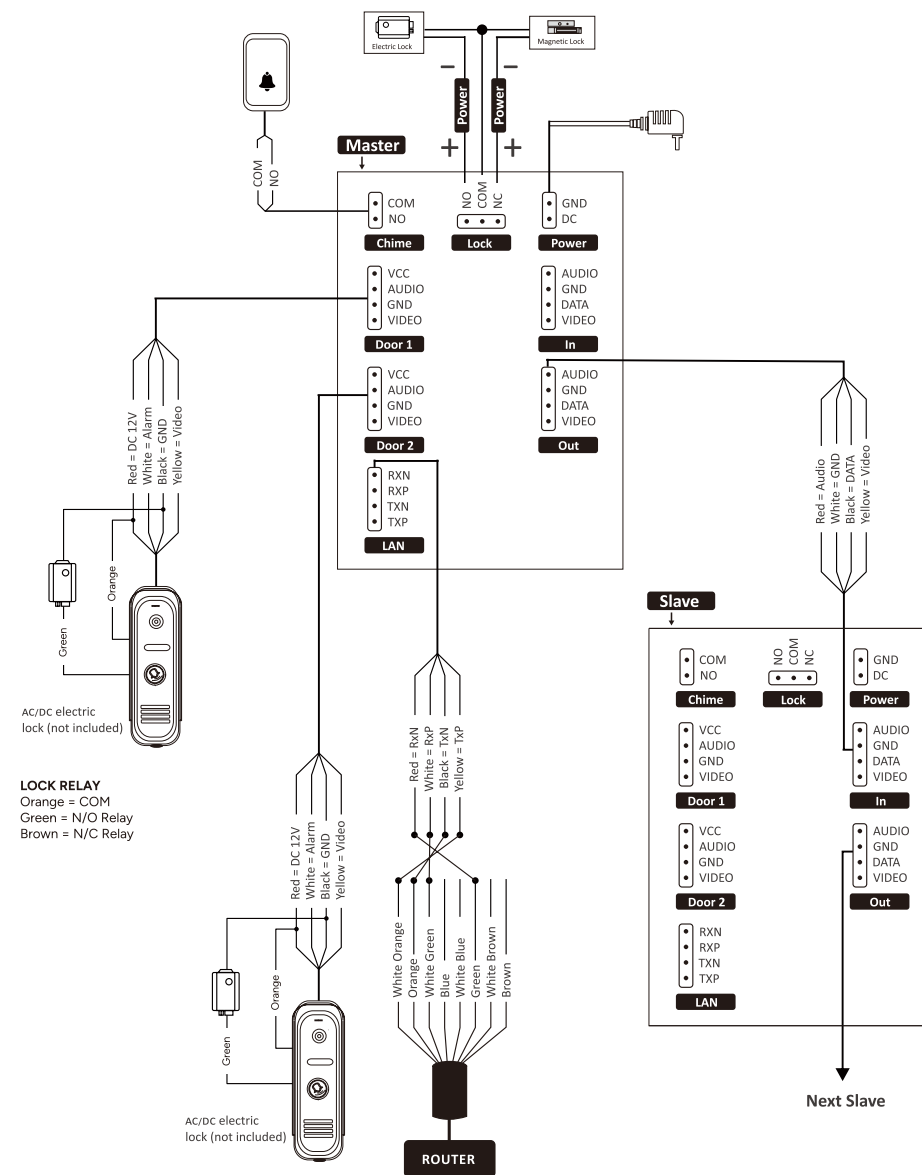 Electric Lock
Magnetic Lock
−
−
Power
Power
+
+
Master
COM
NO
NO
COM
NC
COM
NO
Chime
Lock
GND
DC
Power
VCC
AUDIO
GND
VIDEO
Door 1
AUDIO
GND
DATA
VIDEO
In
VCC
AUDIO
GND
VIDEO
Door 2
AUDIO
GND
DATA
VIDEO
Out
RXN
RXP
TXN
TXP
LAN
Red = DC 12V
White = Alarm
Black = GND
Yellow = Video
Orange
Green
AC/DC electric
lock (not included)
LOCK RELAY
Orange = COM
Green = N/O Relay
Brown = N/C Relay
Red = Audio
White = GND
Black = DATA
Yellow = Video
Red = RxN
White = RxP
Black = TxN
Yellow = TxP
White Orange
Orange
White Green
Blue
White Blue
Green
White Brown
Brown
ROUTER
Red = DC 12V
White = Alarm
Black = GND
Yellow = Video
Orange
Green
AC/DC electric
lock (not included)
Slave
COM
NO
Chime
NO
COM
NC
Lock
GND
DC
Power
VCC
AUDIO
GND
VIDEO
Door 1
AUDIO
GND
DATA
VIDEO
In
VCC
AUDIO
GND
VIDEO
Door 2
AUDIO
GND
DATA
VIDEO
Out
RXN
RXP
TXN
TXP
LAN
Next Slave